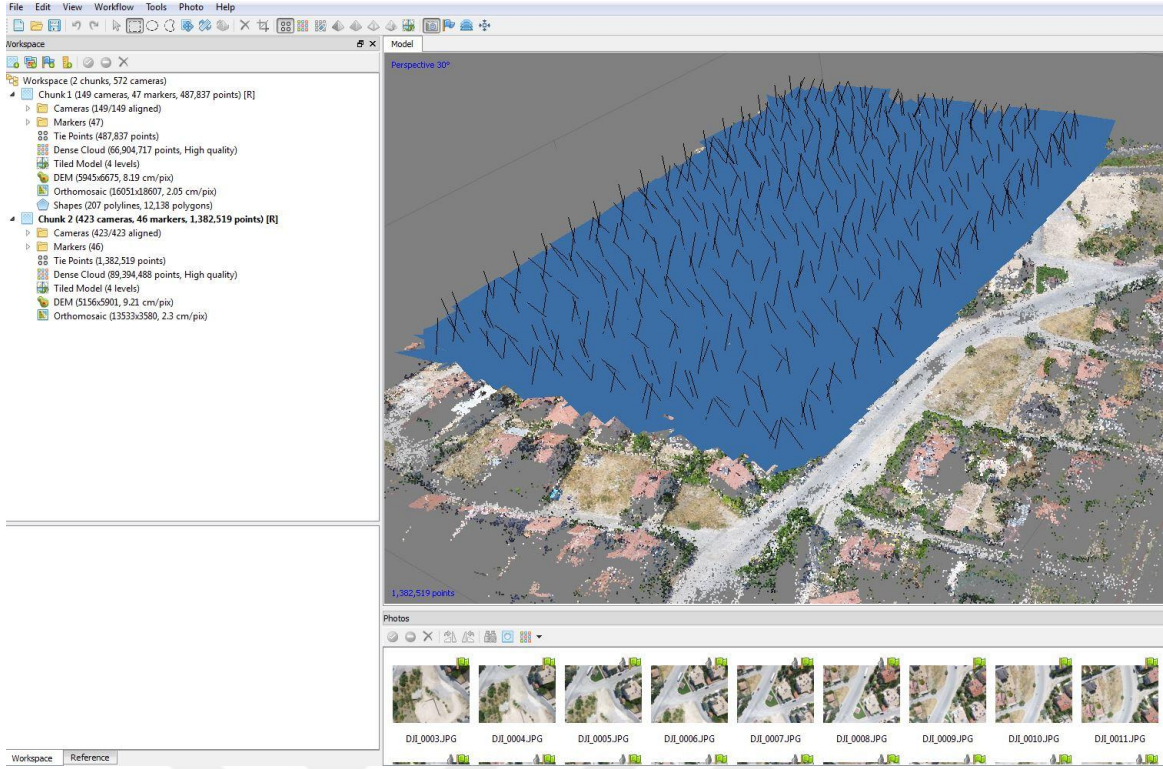 File Edit View Workflow Tools Photo Help
Workspace
Model
Workspace (2 chunks, 572 cameras)
Chunk 1 (149 cameras, 47 markers, 487,837 points) [R]
Cameras (149/149 aligned)
Markers (47)
Tie Points (487,837 points)
Dense Cloud (66,904,717 points, High quality)
Tiled Model (4 levels)
DEM (5945x6675, 8.19 cm/pix)
Orthomosaic (16051x18607, 2.05 cm/pix)
Shapes (207 polylines, 12,138 polygons)
Chunk 2 (423 cameras, 46 markers, 1,382,519 points) [R]
Cameras (423/423 aligned)
Markers (46)
Tie Points (1,382,519 points)
Dense Cloud (89,394,488 points, High quality)
Tiled Model (4 levels)
DEM (5156x5901, 9.21 cm/pix)
Orthomosaic (13533x3580, 2.3 cm/pix)
Perspective 30°
1,382,519 points
Photos
DJI_0003.JPG DJI_0004.JPG DJI_0005.JPG DJI_0006.JPG DJI_0007.JPG DJI_0008.JPG DJI_0009.JPG DJI_0010.JPG DJI_0011.JPG
Workspace Reference